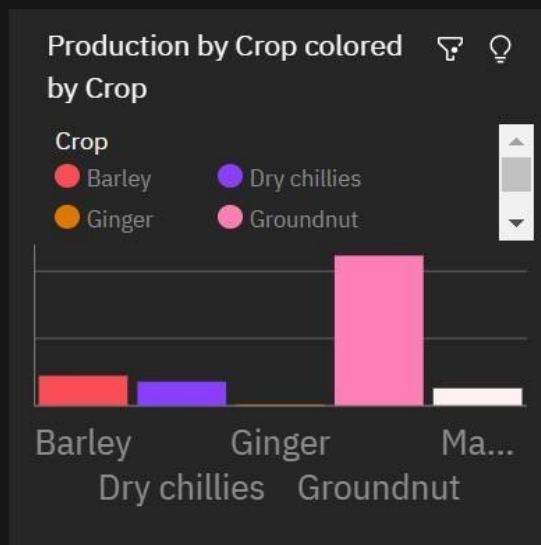 Production by Crop colored
by Crop
Crop
Barley
Dry chillies
Ginger
Groundnut
Barley
Ginger
Ma...
Dry chillies
Groundnut